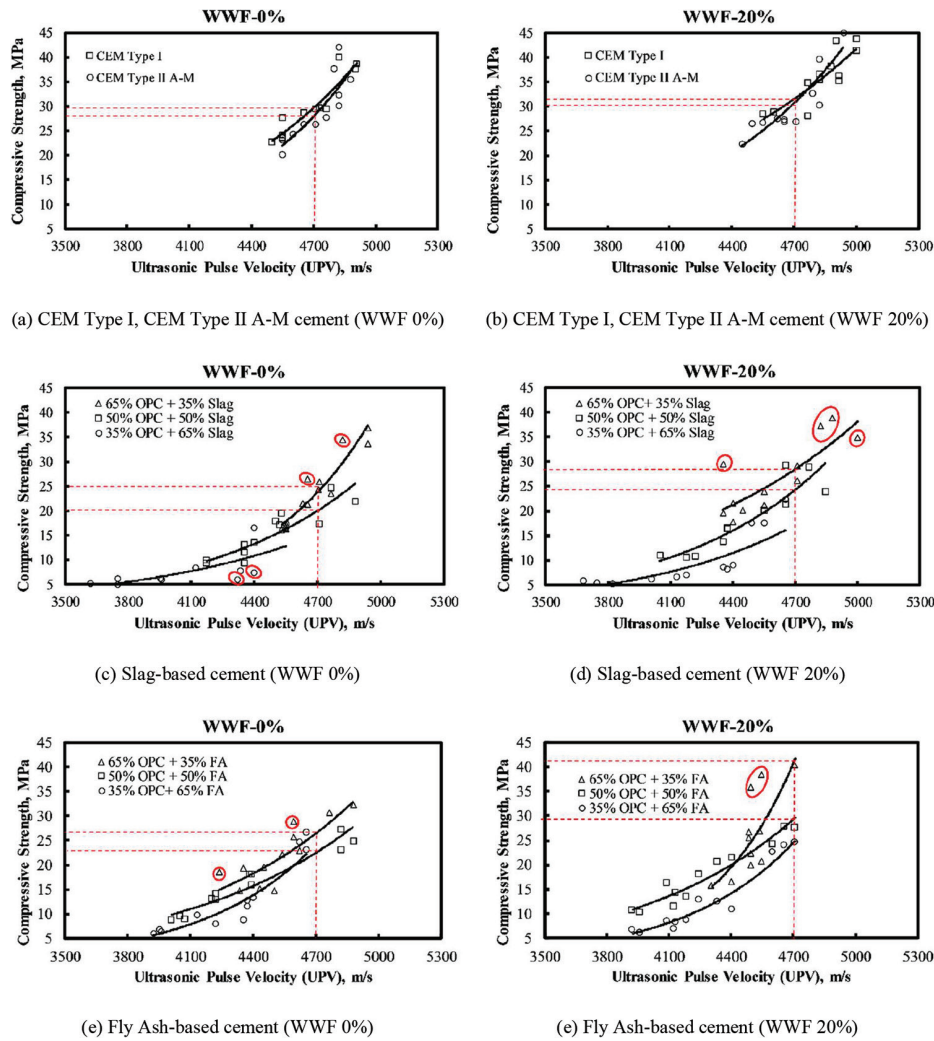 WWF-0%
Compressive Strength, MPa
45
40
35
30
25
20
15
10
5
□ CEM Type I
○ CEM Type II A-M
3500 3800 4100 4400 4700 5000 5300
Ultrasonic Pulse Velocity (UPV), m/s
(a) CEM Type I, CEM Type II A-M cement (WWF 0%)
WWF-20%
Compressive Strength, MPa
45
40
35
30
25
20
15
10
5
□ CEM Type I
○ CEM Type II A-M
3500 3800 4100 4400 4700 5000 5300
Ultrasonic Pulse Velocity (UPV), m/s
(b) CEM Type I, CEM Type II A-M cement (WWF 20%)
WWF-0%
Compressive Strength, MPa
45
40
35
30
25
20
15
10
5
△ 65% OPC + 35% Slag
□ 50% OPC + 50% Slag
○ 35% OPC + 65% Slag
3500 3800 4100 4400 4700 5000 5300
Ultrasonic Pulse Velocity (UPV), m/s
(c) Slag-based cement (WWF 0%)
WWF-20%
Compressive Strength, MPa
45
40
35
30
25
20
15
10
5
△ 65% OPC+ 35% Slag
□ 50% OPC + 50% Slag
○ 35% OPC + 65% Slag
3500 3800 4100 4400 4700 5000 5300
Ultrasonic Pulse Velocity (UPV), m/s
(d) Slag-based cement (WWF 20%)
WWF-0%
Compressive Strength, MPa
45
40
35
30
25
20
15
10
5
△ 65% OPC + 35% FA
□ 50% OPC + 50% FA
○ 35% OPC+ 65% FA
3500 3800 4100 4400 4700 5000 5300
Ultrasonic Pulse Velocity (UPV), m/s
(e) Fly Ash-based cement (WWF 0%)
WWF-20%
Compressive Strength, MPa
45
40
35
30
25
20
15
10
5
△ 65% OPC + 35% FA
□ 50% OPC + 50% FA
○ 35% OPC + 65% FA
3500 3800 4100 4400 4700 5000 5300
Ultrasonic Pulse Velocity (UPV), m/s
(e) Fly Ash-based cement (WWF 20%)